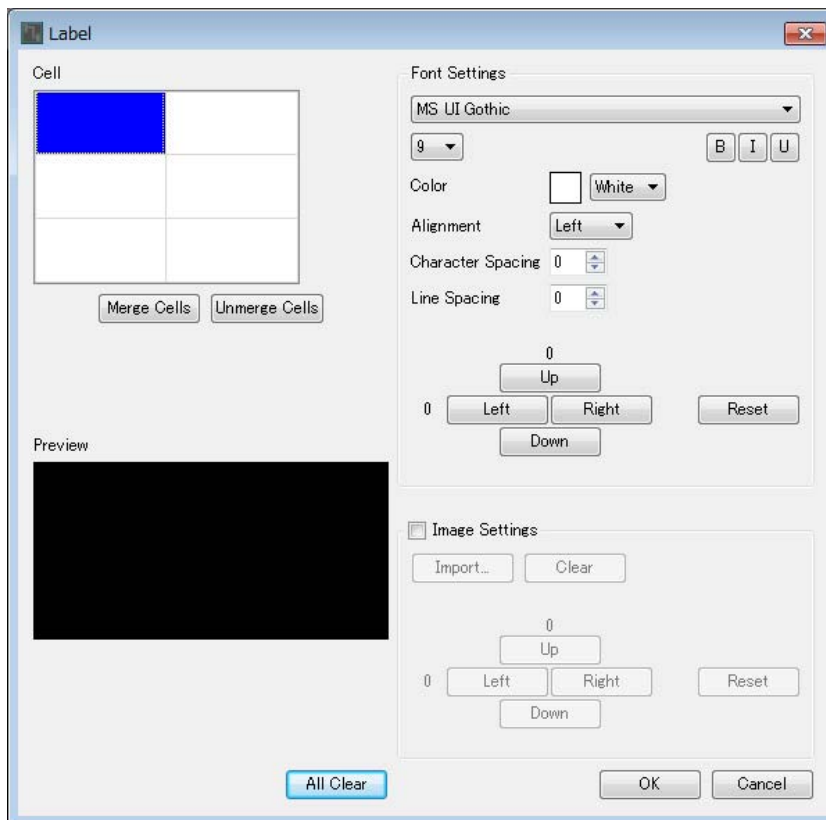 Label
Cell
Merge Cells Unmerge Cells
Preview
All Clear
Font Settings
MS UI Gothic
9 B I U
Color White
Alignment Left
Character Spacing 0
Line Spacing 0
0
Up
0 Left Right Reset
Down
Image Settings
Import... Clear
0
Up
0 Left Right Reset
Down
OK Cancel